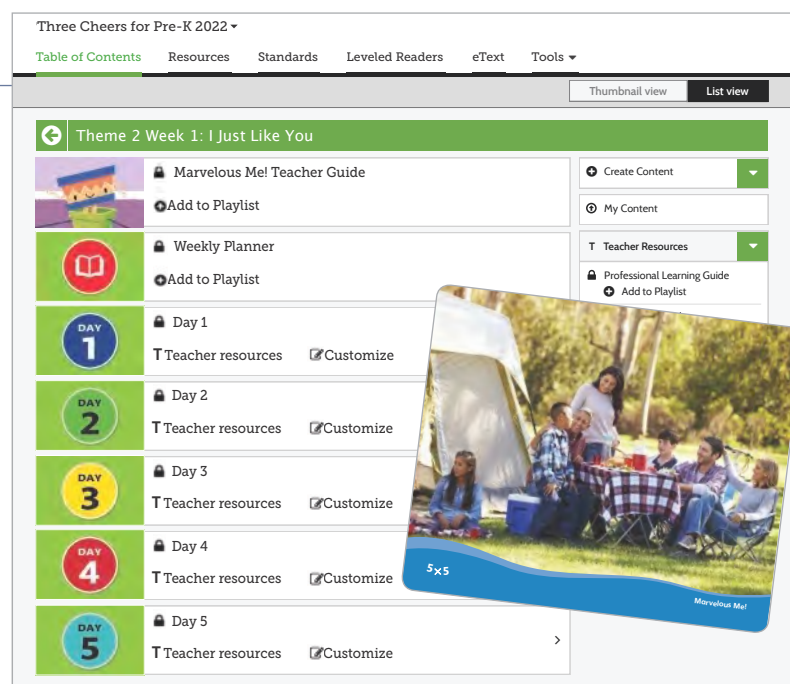 Three Cheers for Pre-K 2022
Table of Contents Resources Standards Leveled Readers eText Tools
Thumbnail view List view
Theme 2 Week 1: I Just Like You
Marvelous Me! Teacher Guide
Add to Playlist
Weekly Planner
Add to Playlist
DAY 1
Day 1
T Teacher resources Customize
DAY 2
Day 2
T Teacher resources Customize
DAY 3
Day 3
T Teacher resources Customize
DAY 4
Day 4
T Teacher resources Customize
DAY 5
Day 5
T Teacher resources Customize
Create Content
My Content
T Teacher Resources
Professional Learning Guide
Add to Playlist
5×5
Marvelous Me!